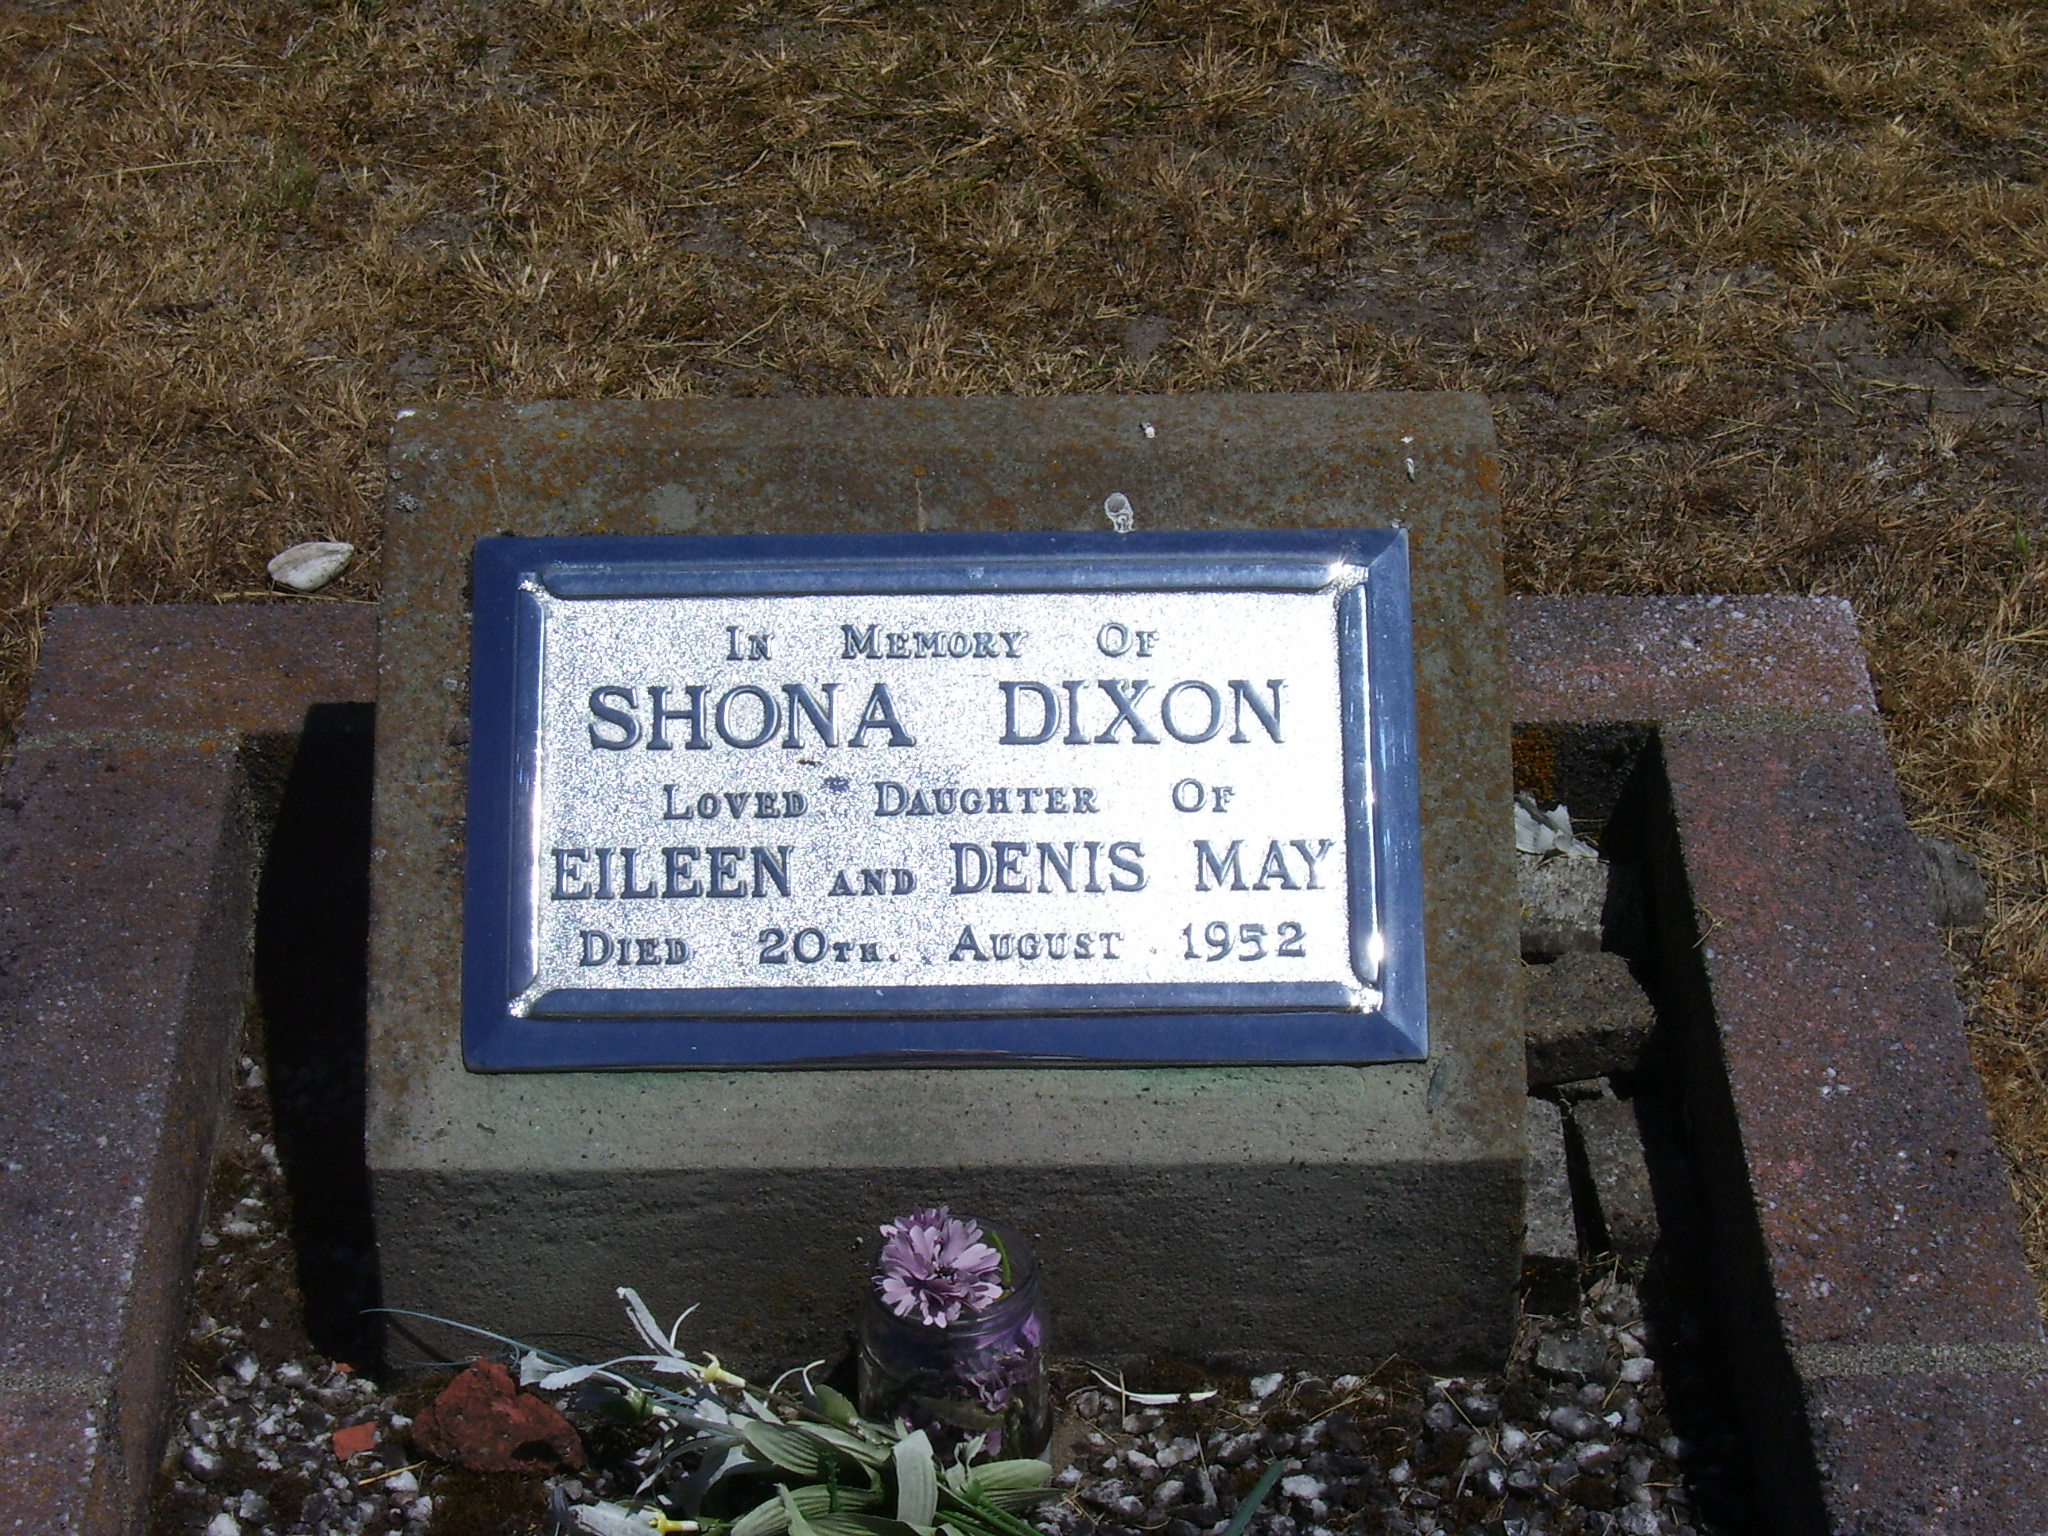 In Memory Of
SHONA DIXON
Loved Daughter Of
EILEEN AND DENIS MAY
Died 20th. August 1952